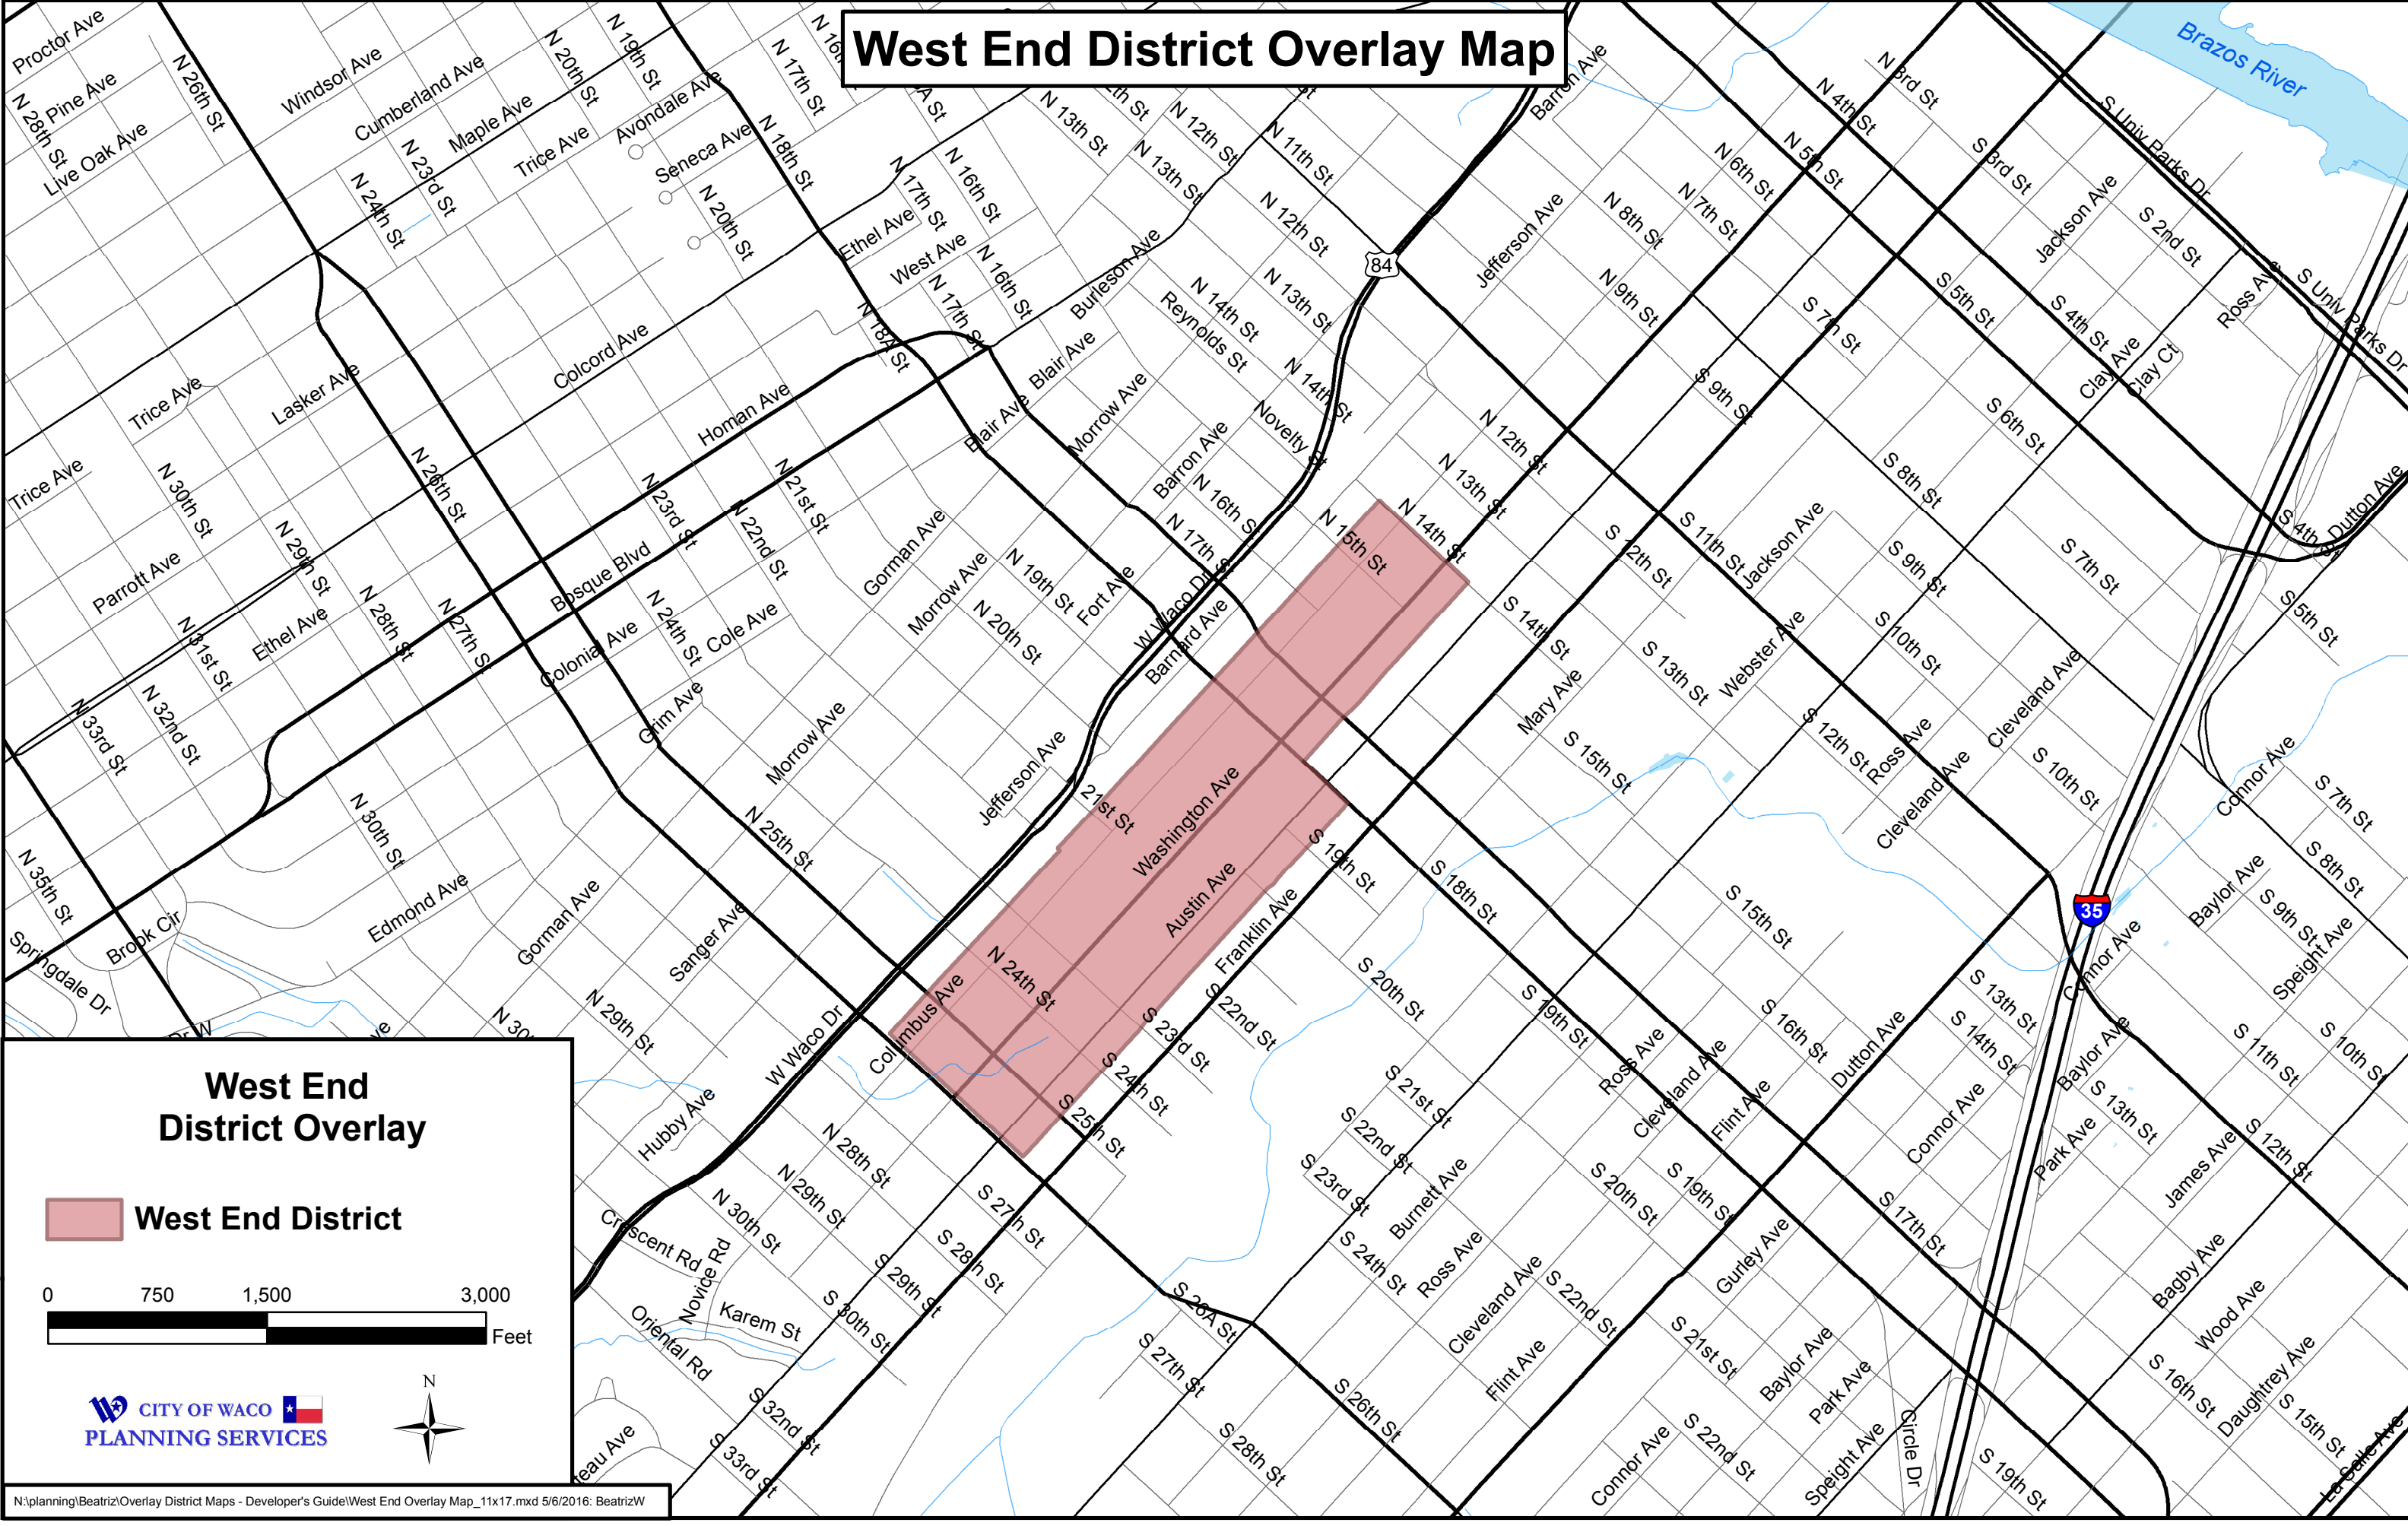 West End District Overlay Map
Brazos River
Proctor Ave
Pine Ave
Live Oak Ave
N 28th St
N 26th St
Windsor Ave
Cumberland Ave
Maple Ave
N 20th St
N 19th St
Avondale Ave
Trice Ave
Seneca Ave
N 17th St
N 18th St
N 23rd St
N 24th St
N 20th St
N 17th St
N 16th St
Ethel Ave
West Ave
N 16th St
N 17th St
N 18A St
N 13th St
N 12th St
N 11th St
N 13th St
N 12th St
Burleson Ave
N 14th St
Reynolds St
N 13th St
N 14th St
Novelty St
Blair Ave
Blair Ave
Morrow Ave
Barron Ave
Barron Ave
84
Jefferson Ave
N 3rd St
N 4th St
N 5th St
N 6th St
N 7th St
N 8th St
N 9th St
S Univ Parks Dr
S 3rd St
S 2nd St
Jackson Ave
Ross Ave
S Univ Parks Dr
S Univ Parks Dr
S 5th St
S 4th St
Clay Ave
Clay Ct
S 7th St
S 9th St
S 6th St
S 8th St
Dutton Ave
S 4th St
S 7th St
S 5th St
Colcord Ave
Trice Ave
Lasker Ave
Homan Ave
Trice Ave
N 30th St
N 29th St
N 26th St
N 23rd St
N 22nd St
N 21st St
Parrott Ave
Ethel Ave
N 28th St
N 27th St
N 31st St
N 32nd St
N 33rd St
Bosque Blvd
Colonial Ave
N 24th St
Cole Ave
Grim Ave
Gorman Ave
Morrow Ave
Morrow Ave
N 19th St
N 20th St
Fort Ave
N 16th St
N 17th St
W Waco Dr
Barnard Ave
N 15th St
N 14th St
N 13th St
N 12th St
S 12th St
S 11th St
Jackson Ave
S 9th St
S 10th St
S 14th St
S 13th St
Webster Ave
Mary Ave
S 15th St
S 12th St
Ross Ave
Cleveland Ave
Cleveland Ave
S 10th St
Connor Ave
S 7th St
S 8th St
Baylor Ave
S 9th St
Speight Ave
35
Connor Ave
Jefferson Ave
21st St
Washington Ave
Austin Ave
Franklin Ave
S 19th St
S 18th St
S 15th St
N 25th St
N 30th St
N 35th St
Brook Cir
Springdale Dr
Edmond Ave
Gorman Ave
Sanger Ave
N 29th St
Hubby Ave
W Waco Dr
Columbus Ave
N 24th St
S 22nd St
S 23rd St
S 24th St
S 25th St
S 20th St
S 19th St
S 21st St
S 22nd St
S 23rd St
S 24th St
Burnett Ave
Ross Ave
Ross Ave
Cleveland Ave
Cleveland Ave
Flint Ave
Flint Ave
S 16th St
Dutton Ave
S 13th St
S 14th St
Connor Ave
Baylor Ave
S 13th St
Park Ave
S 11th St
S 10th St
S 12th St
James Ave
Bagby Ave
Wood Ave
Daughtrey Ave
S 16th St
S 15th St
La Salle Ave
S 17th St
S 20th St
S 19th St
Gurley Ave
S 22nd St
S 21st St
Baylor Ave
Park Ave
Speight Ave
Connor Ave
S 22nd St
Circle Dr
S 19th St
N 28th St
N 29th St
N 30th St
Crescent Rd
Novice Rd
Karem St
Oriental Rd
S 27th St
S 28th St
S 29th St
S 30th St
S 32nd St
S 33rd St
S 26A St
S 27th St
S 26th St
S 28th St
West End
District Overlay
West End District
0 750 1,500 3,000
Feet
N
CITY OF WACO
PLANNING SERVICES
N:\planning\Beatriz\Overlay District Maps - Developer's Guide\West End Overlay Map_11x17.mxd 5/6/2016: BeatrizW